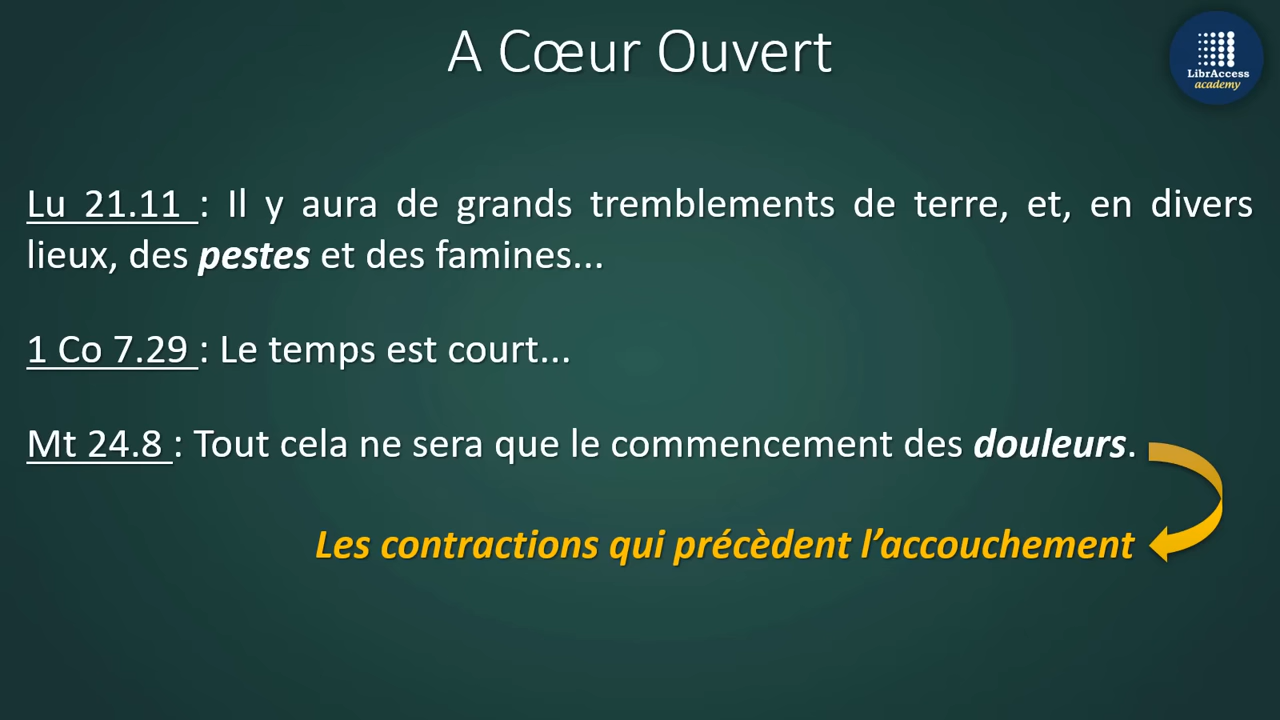 A Cœur Ouvert
LibrAccess
academy
Lu 21.11 : Il y aura de grands tremblements de terre, et, en divers
lieux, des pestes et des famines...
1 Co 7.29 : Le temps est court...
Mt 24.8 : Tout cela ne sera que le commencement des douleurs.
Les contractions qui précèdent l’accouchement